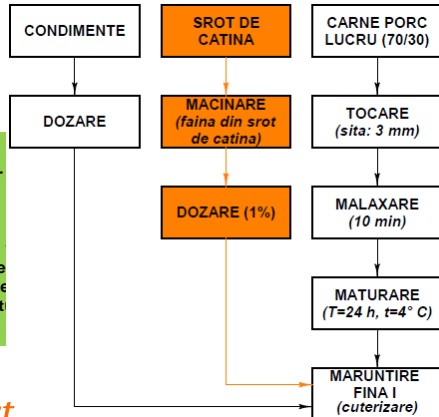 CONDIMENTE
SROT DE
CATINA
CARNE PORC
LUCRU (70/30)
DOZARE
MACINARE
(faina din srot
de catina)
TOCARE
(sita: 3 mm)
DOZARE (1%)
MALAXARE
(10 min)
MATURARE
(T=24 h, t=4° C)
MARUNTIRE
FINA I
(cuterizare)